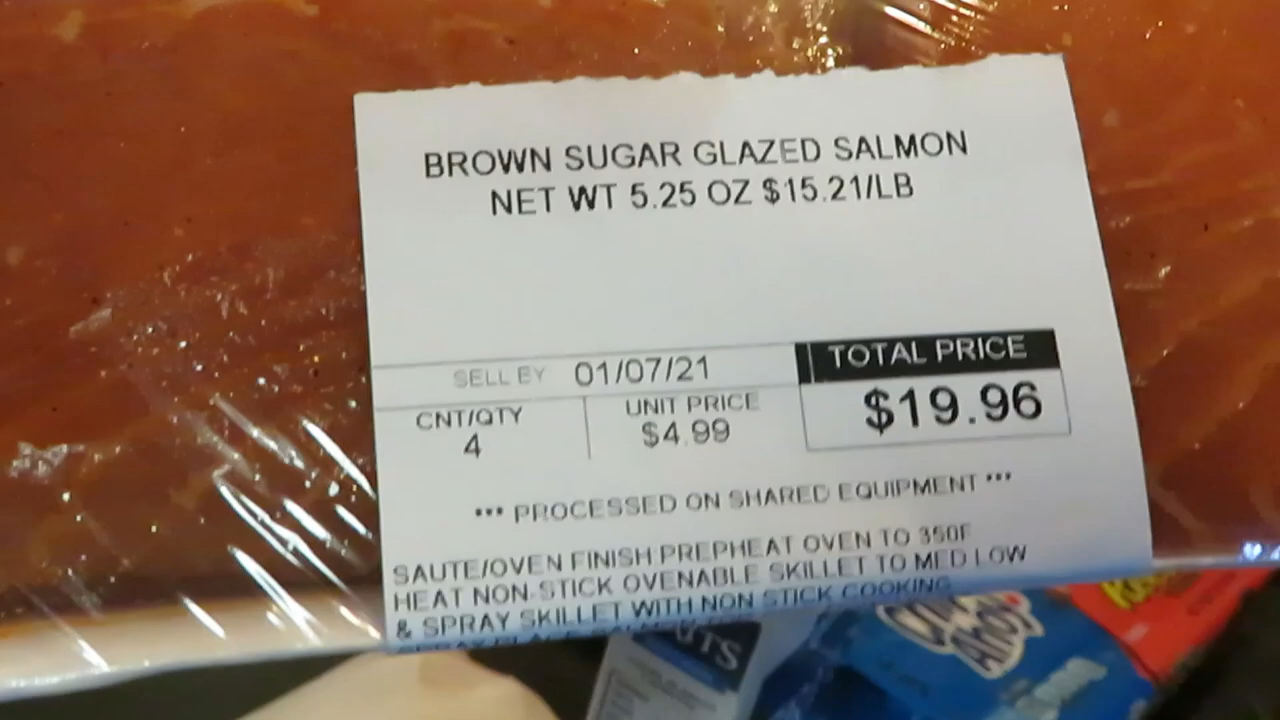 BROWN SUGAR GLAZED SALMON
NET WT 5.25 OZ $15.21/LB
SELL BY 01/07/21
TOTAL PRICE
$19.96
CNT/QTY
4
UNIT PRICE
$4.99
*** PROCESSED ON SHARED EQUIPMENT ***
SAUTE/OVEN FINISH:PREPHEAT OVEN TO 350F
HEAT NON-STICK OVENABLE SKILLET TO MED LOW
& SPRAY SKILLET WITH NON STICK COOKING
Ahoy!